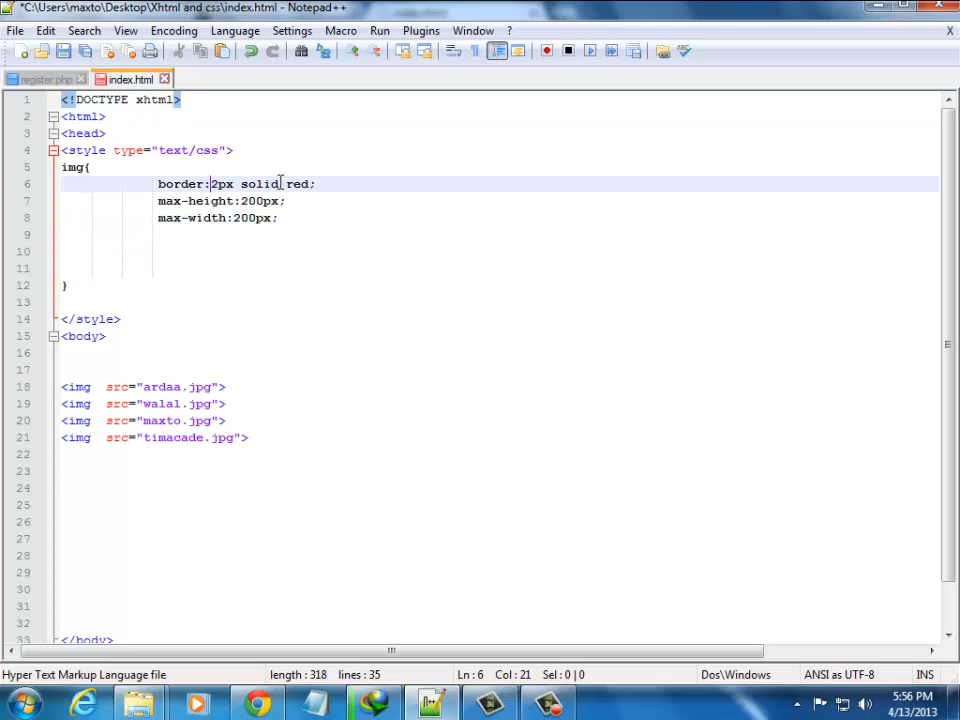 *C:\Users\maxto\Desktop\Xhtml and css\index.html - Notepad++
File Edit Search View Encoding Language Settings Macro Run Plugins Window ? X
register.php index.html
1 <!DOCTYPE xhtml>
2 <html>
3 <head>
4 <style type="text/css">
5 img{
6 border:2px solid red;
7 max-height:200px;
8 max-width:200px;
9
10
11
12 }
13
14 </style>
15 <body>
16
17
18 <img src="ardaa.jpg">
19 <img src="walal.jpg">
20 <img src="maxto.jpg">
21 <img src="timacade.jpg">
22
23
24
25
26
27
28
29
30
31
32
33 </body>
Hyper Text Markup Language file length : 318 lines : 35 Ln : 6 Col : 21 Sel : 0 | 0 Dos\Windows ANSI as UTF-8 INS
5:56 PM
4/13/2013